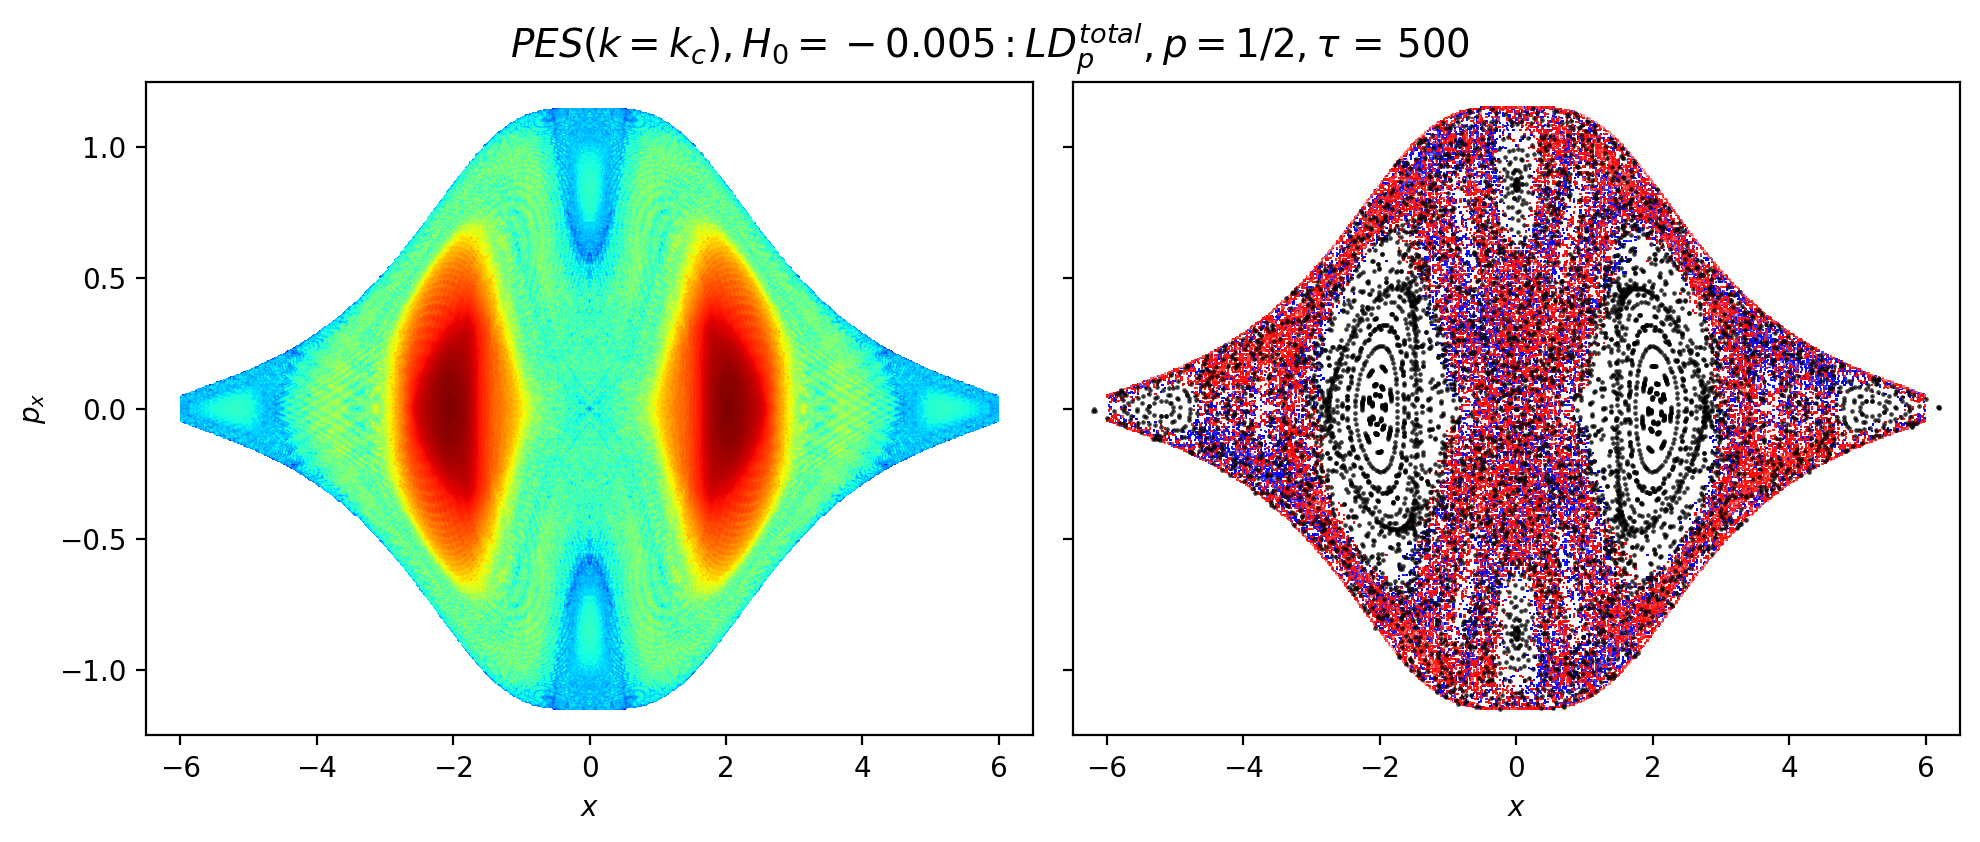 PES(k = k_c), H_0 = −0.005 : LD_p^{total}, p = 1/2, τ = 500
1.0
0.5
0.0
−0.5
−1.0
p_x
−6 −4 −2 0 2 4 6
x
−6 −4 −2 0 2 4 6
x